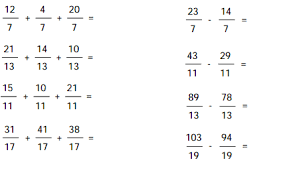 12/7 + 4/7 + 20/7 =
23/7 - 14/7 =
21/13 + 14/13 + 10/13 =
43/11 - 29/11 =
15/11 + 10/11 + 21/11 =
89/13 - 78/13 =
31/17 + 41/17 + 38/17 =
103/19 - 94/19 =